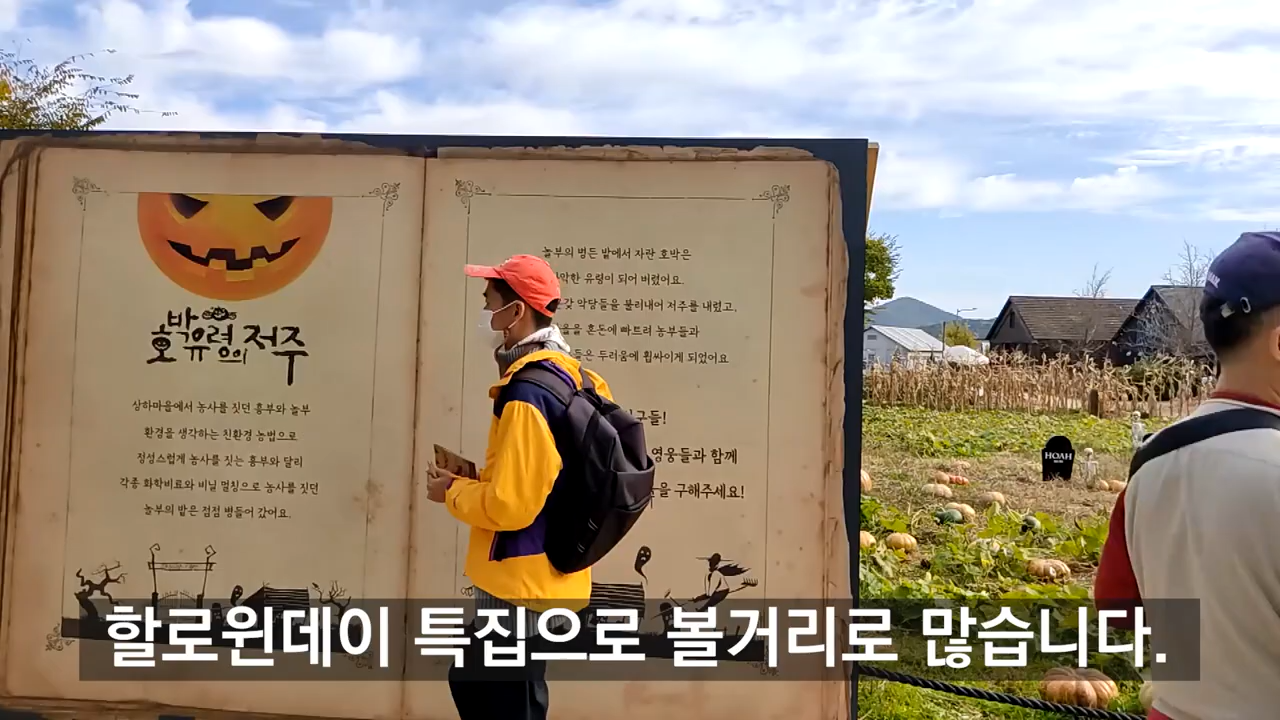 호박유령의 저주
상하마을에서 농사를 짓던 흥부와 놀부
환경을 생각하는 친환경 농법으로
정성스럽게 농사를 짓는 흥부와 달리
각종 화학비료와 비닐 멀칭으로 농사를 짓던
놀부의 밭은 점점 병들어 갔어요.
놀부의 병든 밭에서 자란 호박은
유령이 되어 버렸어요.
악당들을 불러내어 저주를 내렸고,
혼돈에 빠트려 농부들과
두려움에 휩싸이게 되었어요
영웅들과 함께
구해주세요!
HOAH
할로윈데이 특집으로 볼거리로 많습니다.